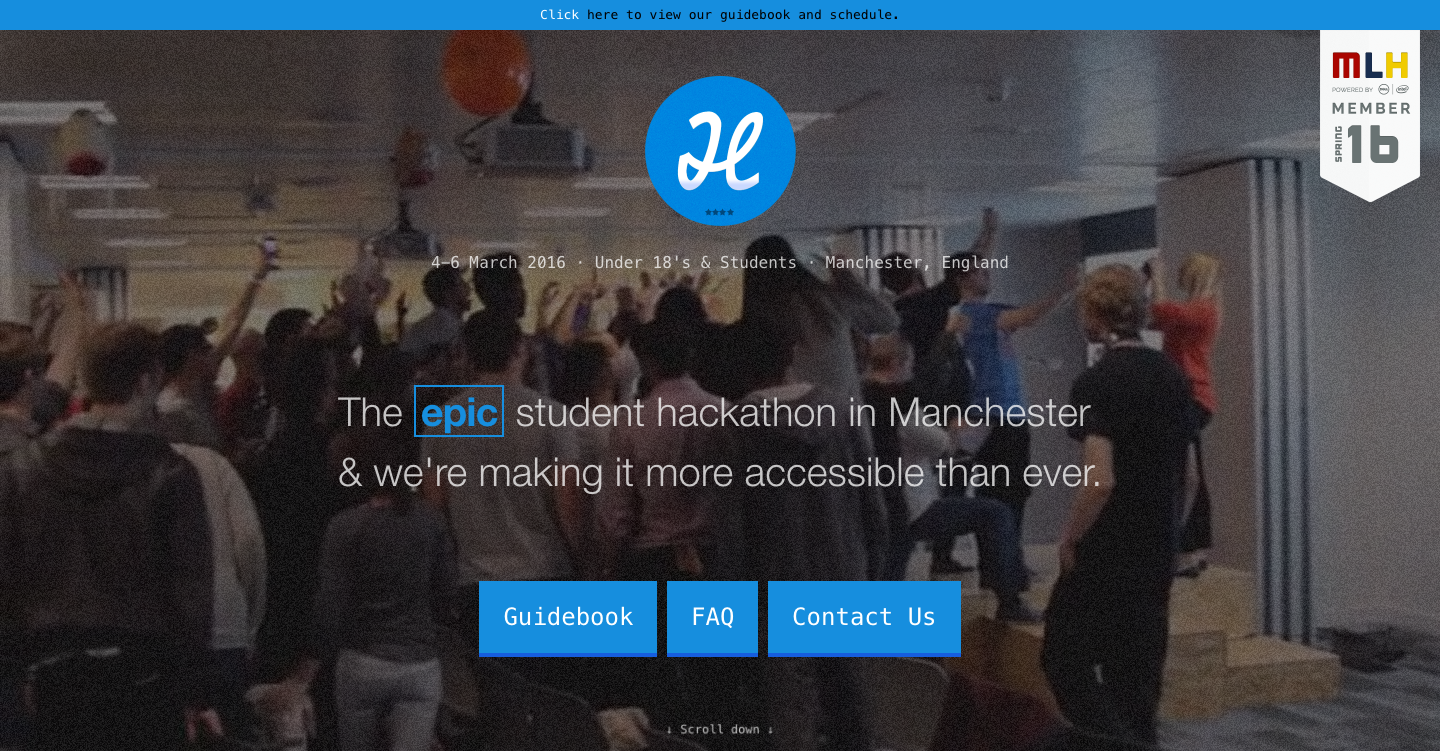 Click here to view our guidebook and schedule.
MLH
POWERED BY
MEMBER
SPRING
16
H
4–6 March 2016 · Under 18's & Students · Manchester, England
The epic student hackathon in Manchester
& we're making it more accessible than ever.
Guidebook
FAQ
Contact Us
↓ Scroll down ↓